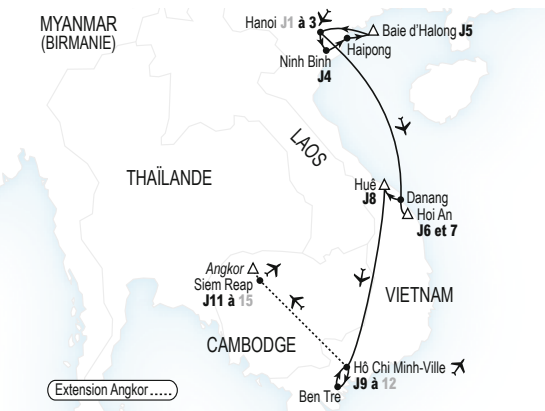 MYANMAR
(BIRMANIE)
Hanoi J1 à 3
Baie d'Halong J5
Haipong
Ninh Binh
J4
LAOS
THAÏLANDE
Huê
J8
Danang
Hoi An
J6 et 7
Angkor
Siem Reap
J11 à 15
VIETNAM
CAMBODGE
Hô Chi Minh-Ville
J9 à 12
Ben Tre
Extension Angkor.....